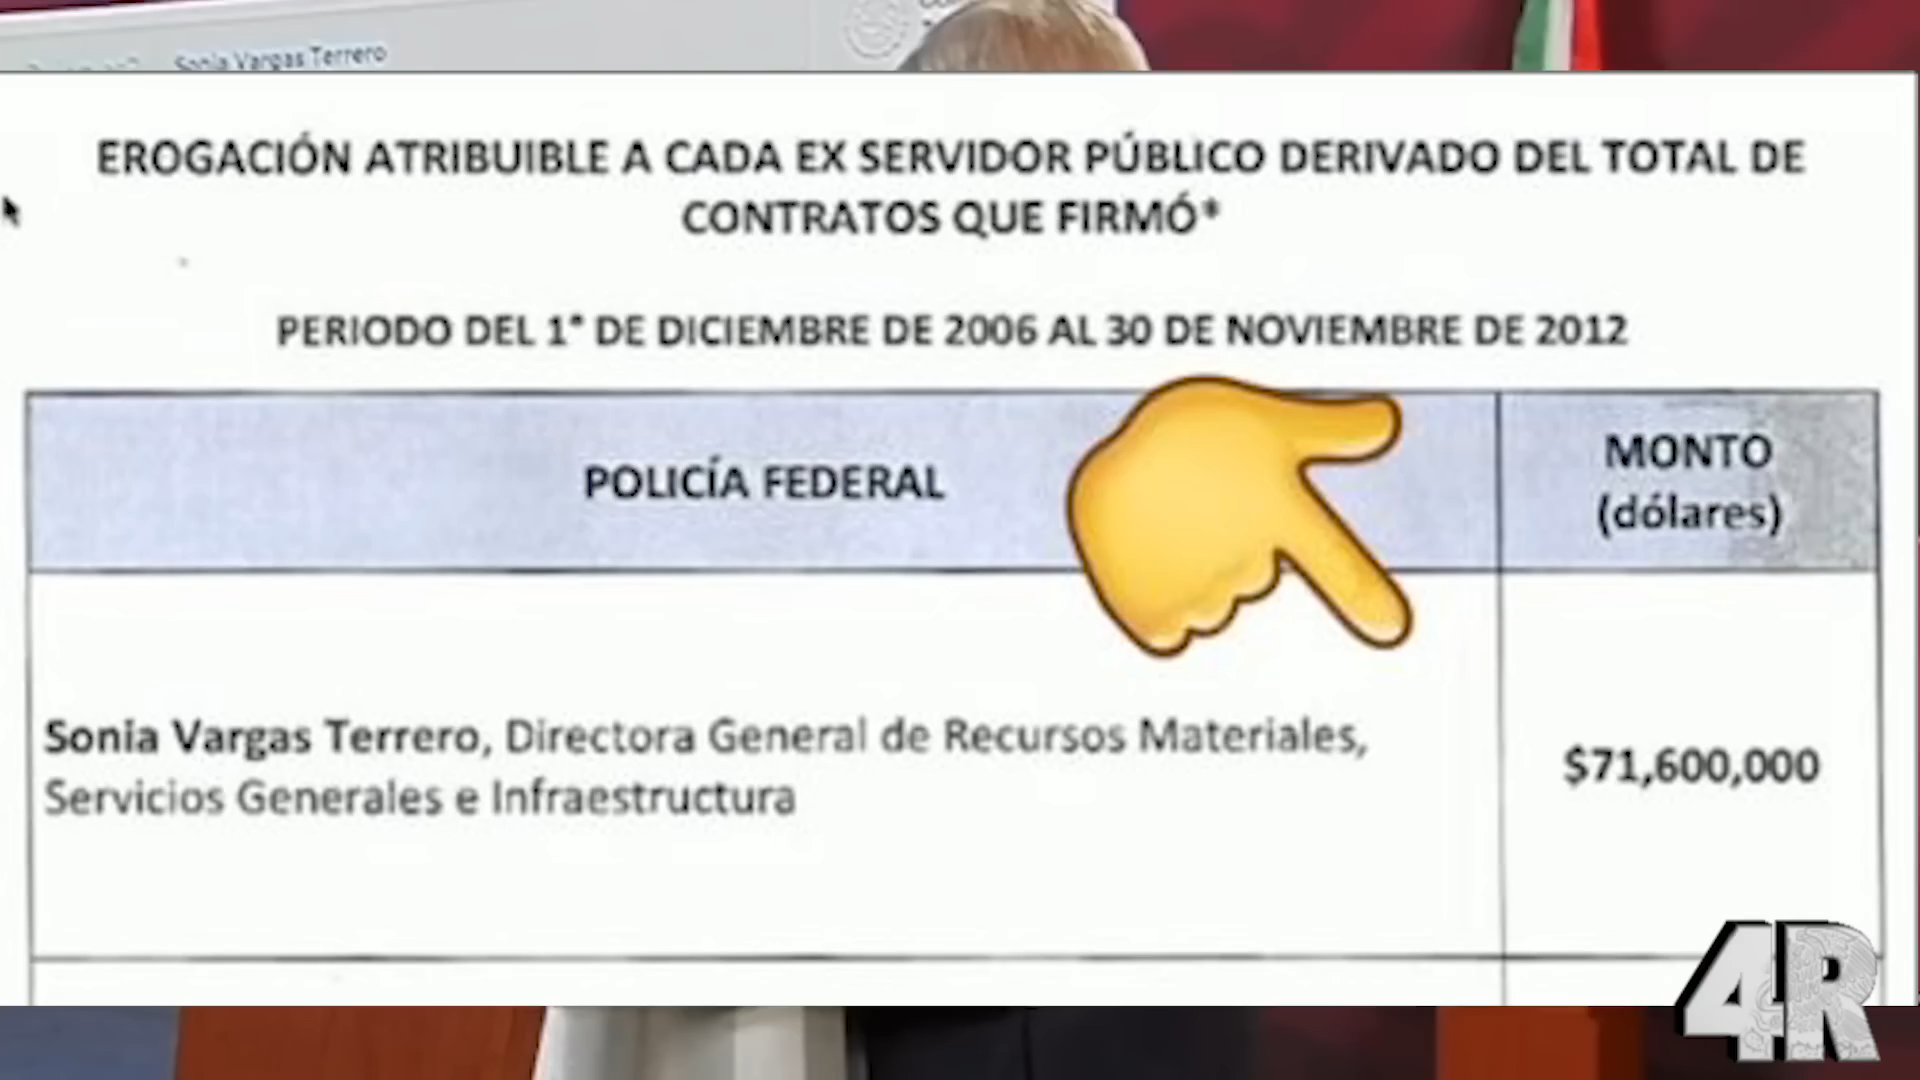 Sonia Vargas Terrero
EROGACIÓN ATRIBUIBLE A CADA EX SERVIDOR PÚBLICO DERIVADO DEL TOTAL DE
CONTRATOS QUE FIRMÓ*
PERIODO DEL 1° DE DICIEMBRE DE 2006 AL 30 DE NOVIEMBRE DE 2012
POLICÍA FEDERAL
MONTO
(dólares)
Sonia Vargas Terrero, Directora General de Recursos Materiales,
Servicios Generales e Infraestructura
$71,600,000
4R